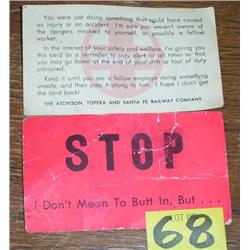 You were just doing something that could have caused
an injury or an accident. I'm sure you weren't aware of
the dangers involved to yourself, or possibly a fellow
worker.
In the interest of your safety and welfare, I'm giving you
this card as a reminder to stay alert at all times so that
you may go home at the end of your shift or tour of duty
uninjured.
Keep it until you see a fellow employe doing something
unsafe, and then pass it along to him. I hope I don't get
the card back!
THE ATCHISON, TOPEKA AND SANTA FE RAILWAY COMPANY
STOP
I Don't Mean To Butt In, But . . .
LOT
68